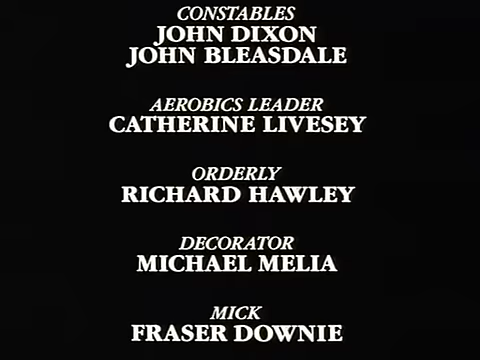 CONSTABLES
JOHN DIXON
JOHN BLEASDALE
AEROBICS LEADER
CATHERINE LIVESEY
ORDERLY
RICHARD HAWLEY
DECORATOR
MICHAEL MELIA
MICK
FRASER DOWNIE